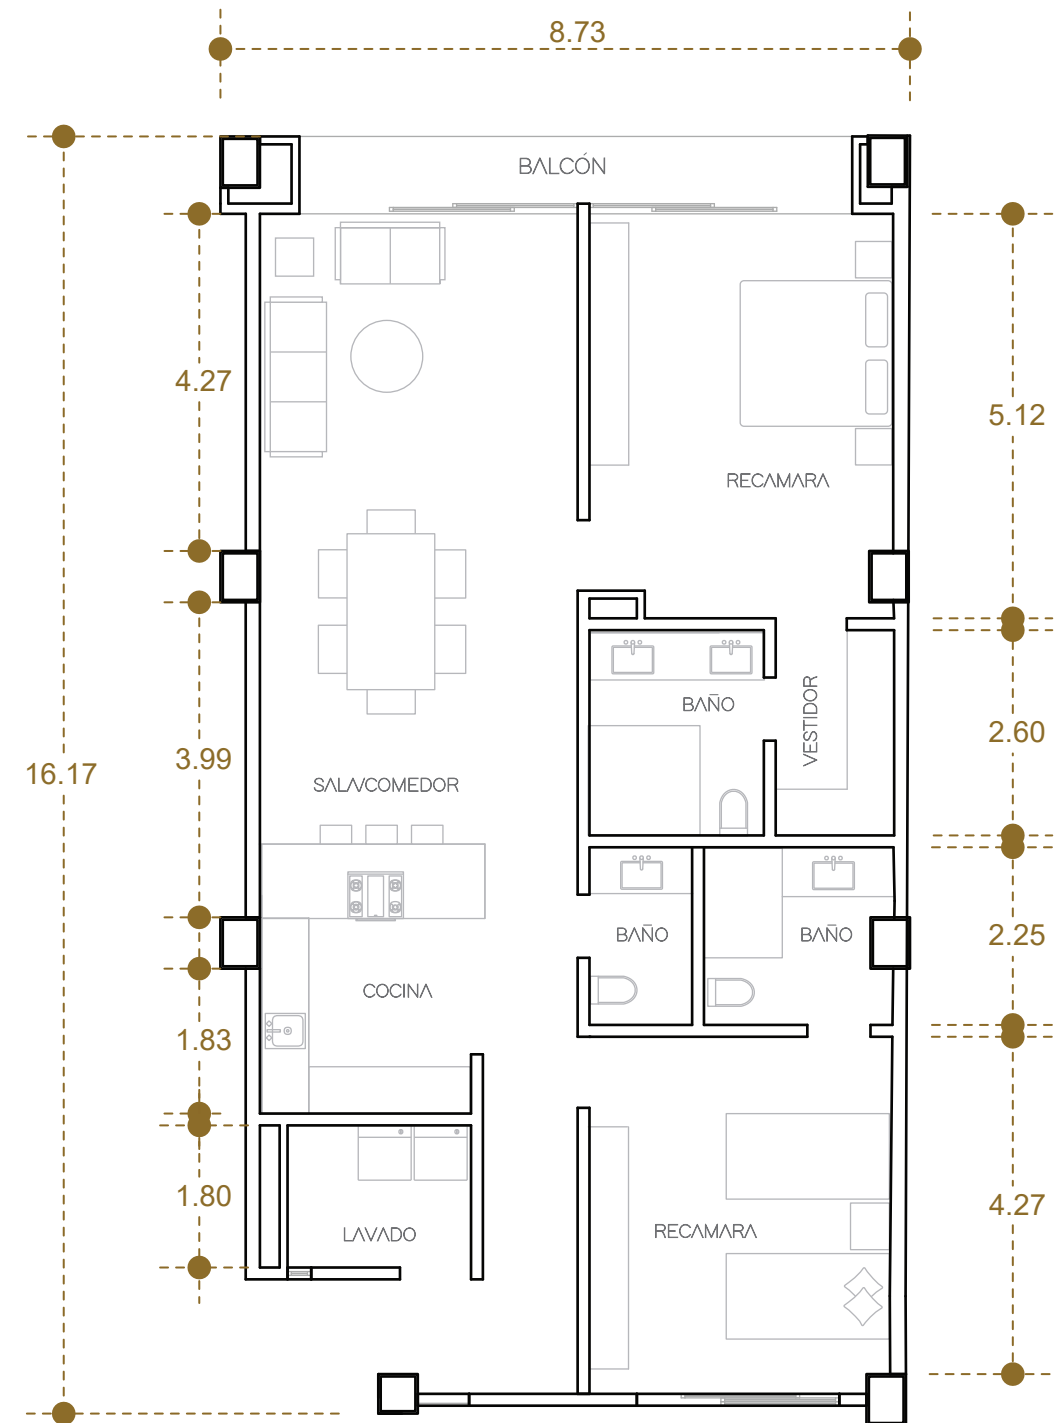 8.73
BALCÓN
4.27
5.12
RECAMARA
BAÑO
VESTIDOR
2.60
3.99
16.17
SALA/COMEDOR
BAÑO
BAÑO
2.25
COCINA
1.83
1.80
4.27
LAVADO
RECAMARA